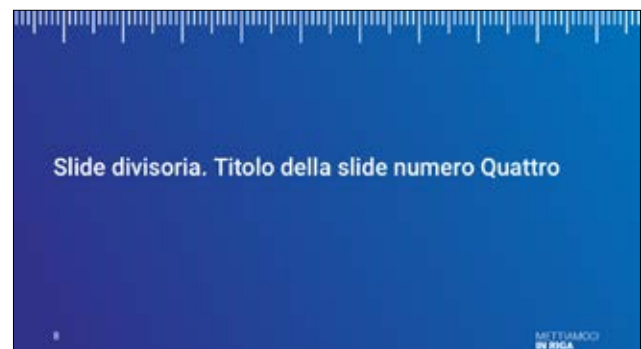 Slide divisoria. Titolo della slide numero Quattro
8
METTIAMOCI
IN RIGA